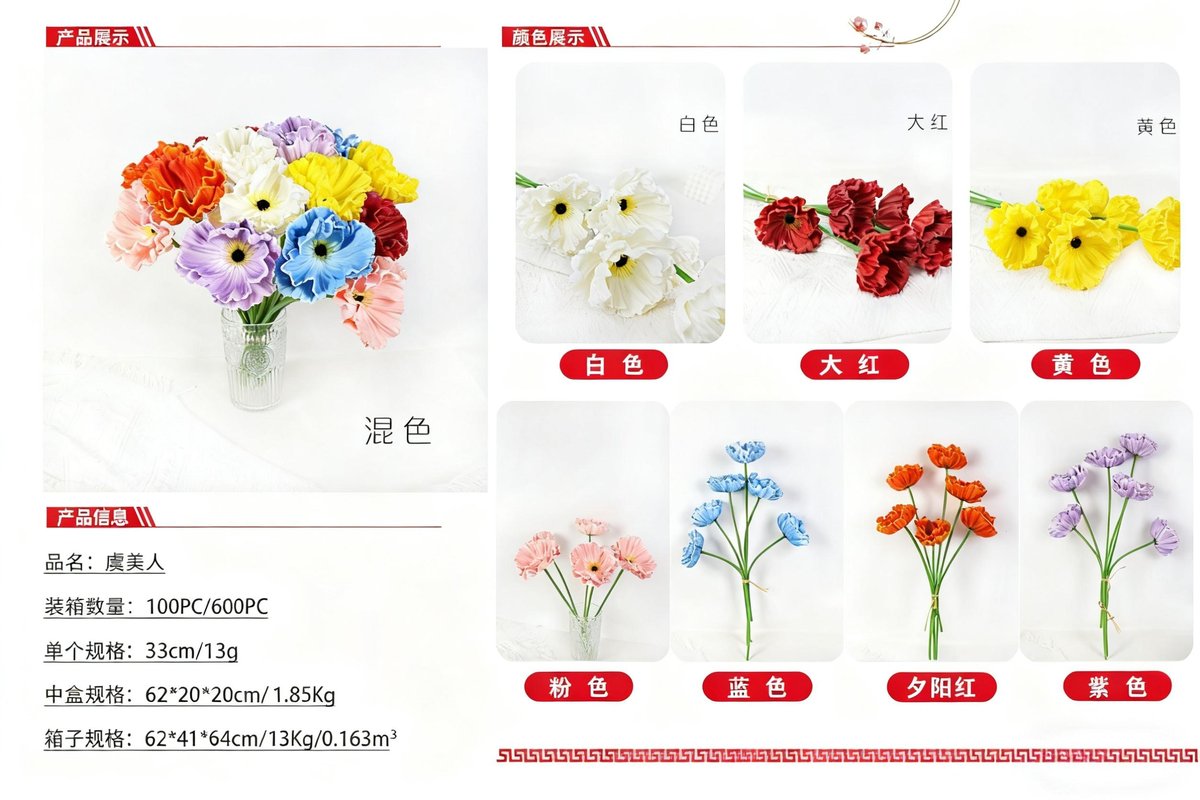 产品展示
混色
产品信息
品名：虞美人
装箱数量：100PC/600PC
单个规格：33cm/13g
中盒规格：62*20*20cm/ 1.85Kg
箱子规格：62*41*64cm/13Kg/0.163m³
颜色展示
白色
大红
黄色
白色
大红
黄色
粉色
蓝色
夕阳红
紫色